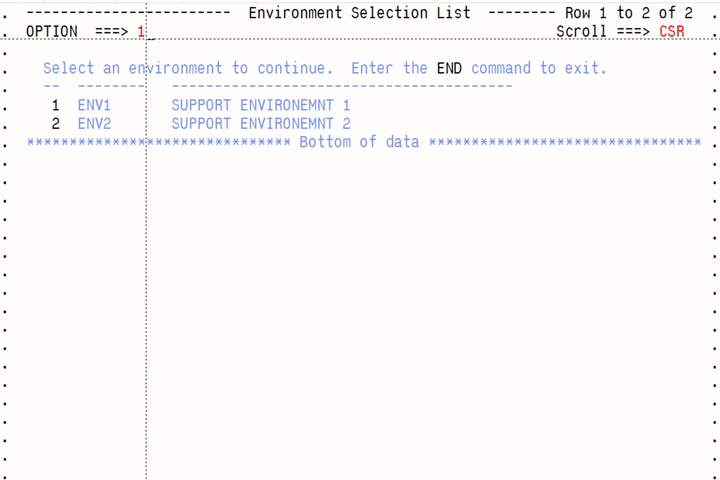 ------------------------  Environment Selection List  -------- Row 1 to 2 of 2
OPTION  ===> 1_                                                Scroll ===> CSR
Select an environment to continue.  Enter the END command to exit.
--  --------   ----------------------------------------
1  ENV1       SUPPORT ENVIRONEMNT 1
2  ENV2       SUPPORT ENVIRONEMNT 2
******************************* Bottom of data ********************************